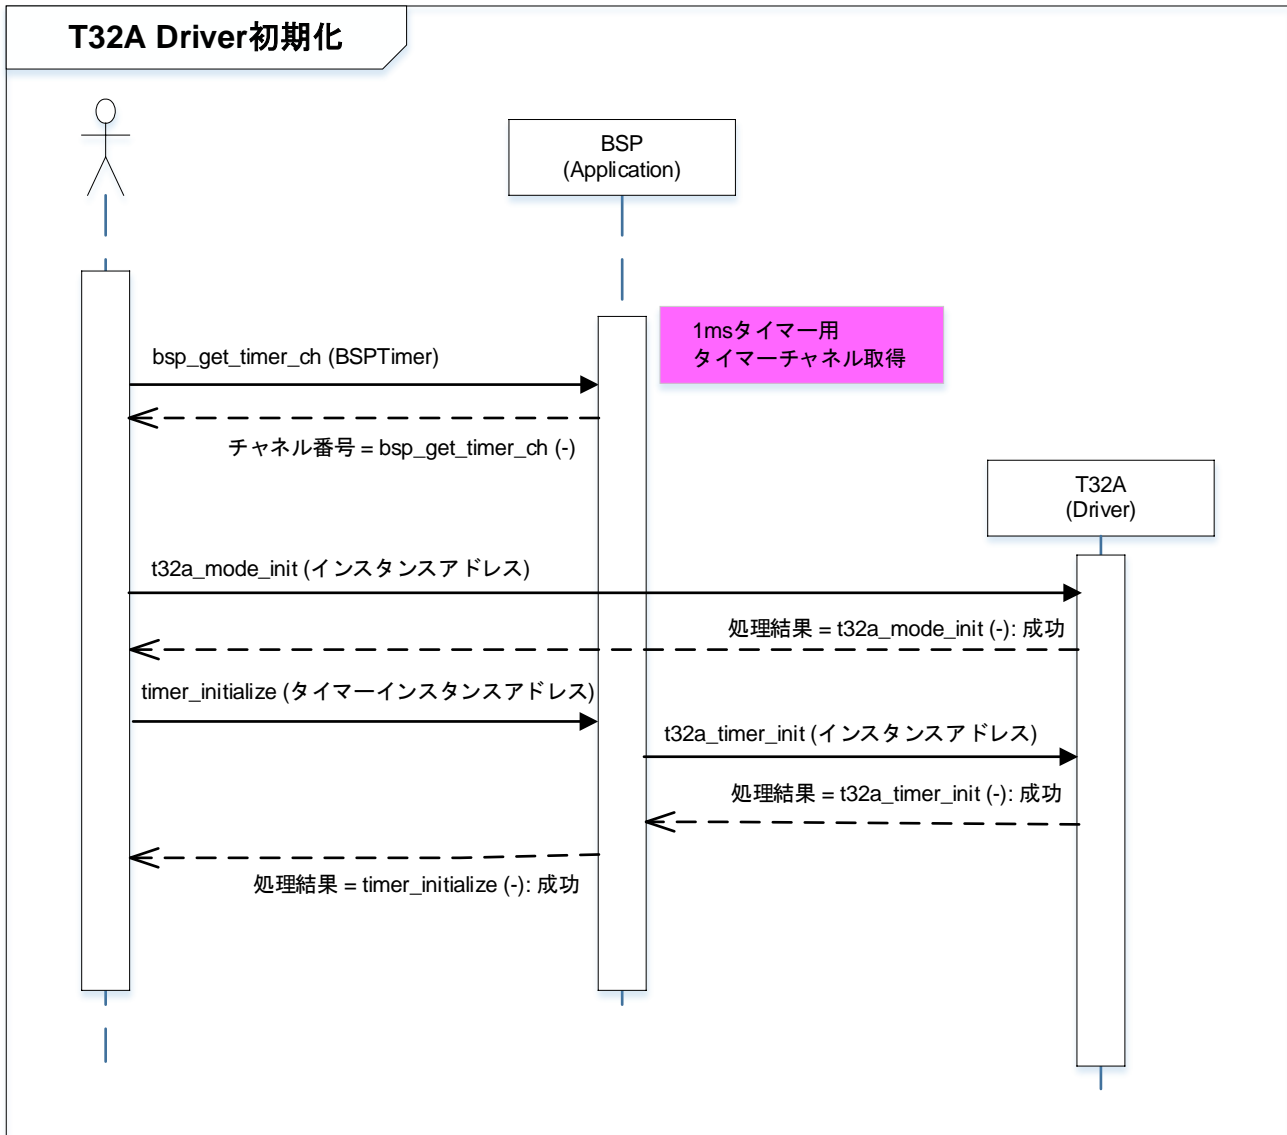 T32A Driver初期化
BSP
(Application)
1msタイマー用
タイマーチャネル取得
bsp_get_timer_ch (BSPTimer)
チャネル番号 = bsp_get_timer_ch (-)
T32A
(Driver)
t32a_mode_init (インスタンスアドレス)
処理結果 = t32a_mode_init (-): 成功
timer_initialize (タイマーインスタンスアドレス)
t32a_timer_init (インスタンスアドレス)
処理結果 = t32a_timer_init (-): 成功
処理結果 = timer_initialize (-): 成功